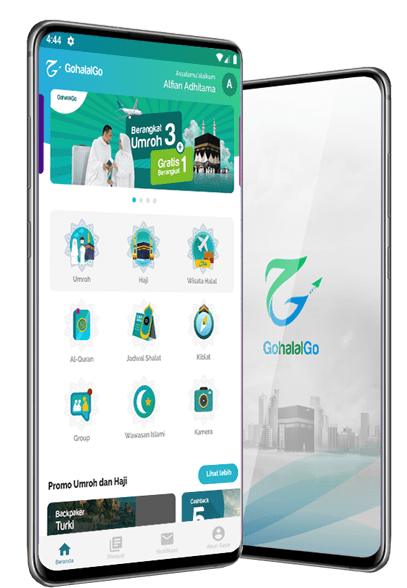 4:44
GohalalGo
Assalamu'alaikum
Alfian Adhitama
A
GohalalGo
Berangkat
Umroh 3
Gratis 1
Berangkat
Umroh
Haji
Wisata Halal
Al-Quran
Jadwal Shalat
Kiblat
Group
Wawasan Islami
Kamera
Promo Umroh dan Haji
Lihat lebih
Backpaker
Turki
Cashback
5
Beranda
Riwayat
Notifikasi
Akun Saya
GohalalGo